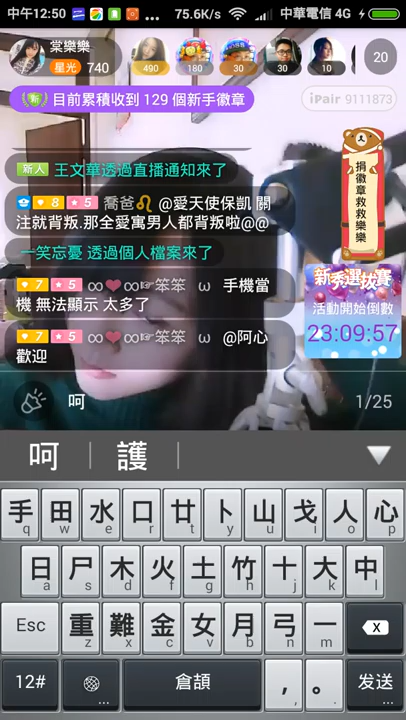 中午12:50 75.6K/s 中華電信 4G
樂樂
星光 740
490 180 30 30 10 20
新 目前累積收到 129 個新手徽章
iPair 9111873
捐徽章救救樂樂
新人 王文華透過直播通知來了
8 5 喬爸♌ @愛天使保凱 關
注就背叛.那全愛寓男人都背叛啦@@
一笑忘憂 透過個人檔案來了
新秀選拔賽
活動開始倒數
23:09:57
7 5 ∞❤∞☞笨笨 ω 手機當
機 無法顯示 太多了
7 5 ∞❤∞☞笨笨 ω @阿心
歡迎
呵 1/25
呵 護
手 田 水 口 廿 卜 山 戈 人 心
q w e r t y u i o p
日 尸 木 火 土 竹 十 大 中
a s d f g h j k l
Esc 重 難 金 女 月 弓 一 X
z x c v b n m
12# 倉頡 , 。 发送